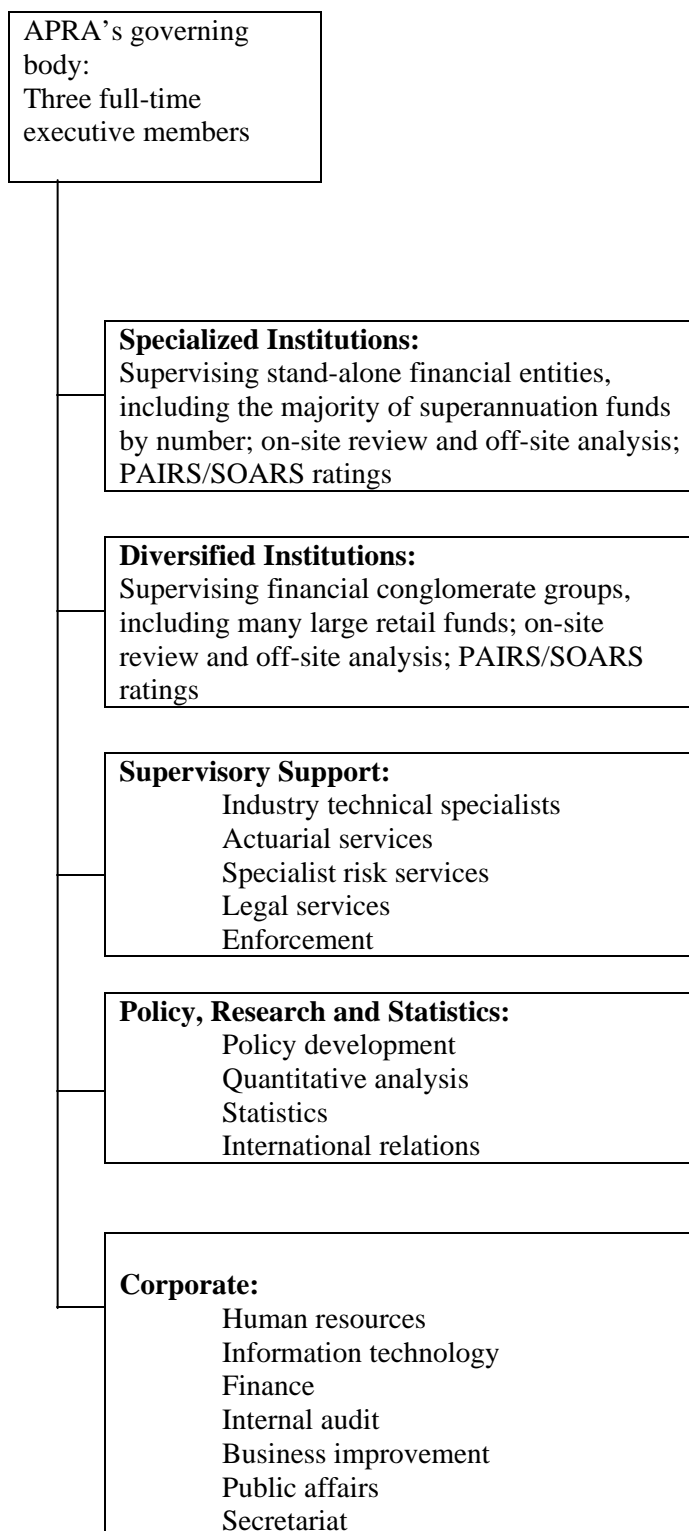 APRA’s governing
body:
Three full-time
executive members
Specialized Institutions:
Supervising stand-alone financial entities,
including the majority of superannuation funds
by number; on-site review and off-site analysis;
PAIRS/SOARS ratings
Diversified Institutions:
Supervising financial conglomerate groups,
including many large retail funds; on-site
review and off-site analysis; PAIRS/SOARS
ratings
Supervisory Support:
Industry technical specialists
Actuarial services
Specialist risk services
Legal services
Enforcement
Policy, Research and Statistics:
Policy development
Quantitative analysis
Statistics
International relations
Corporate:
Human resources
Information technology
Finance
Internal audit
Business improvement
Public affairs
Secretariat